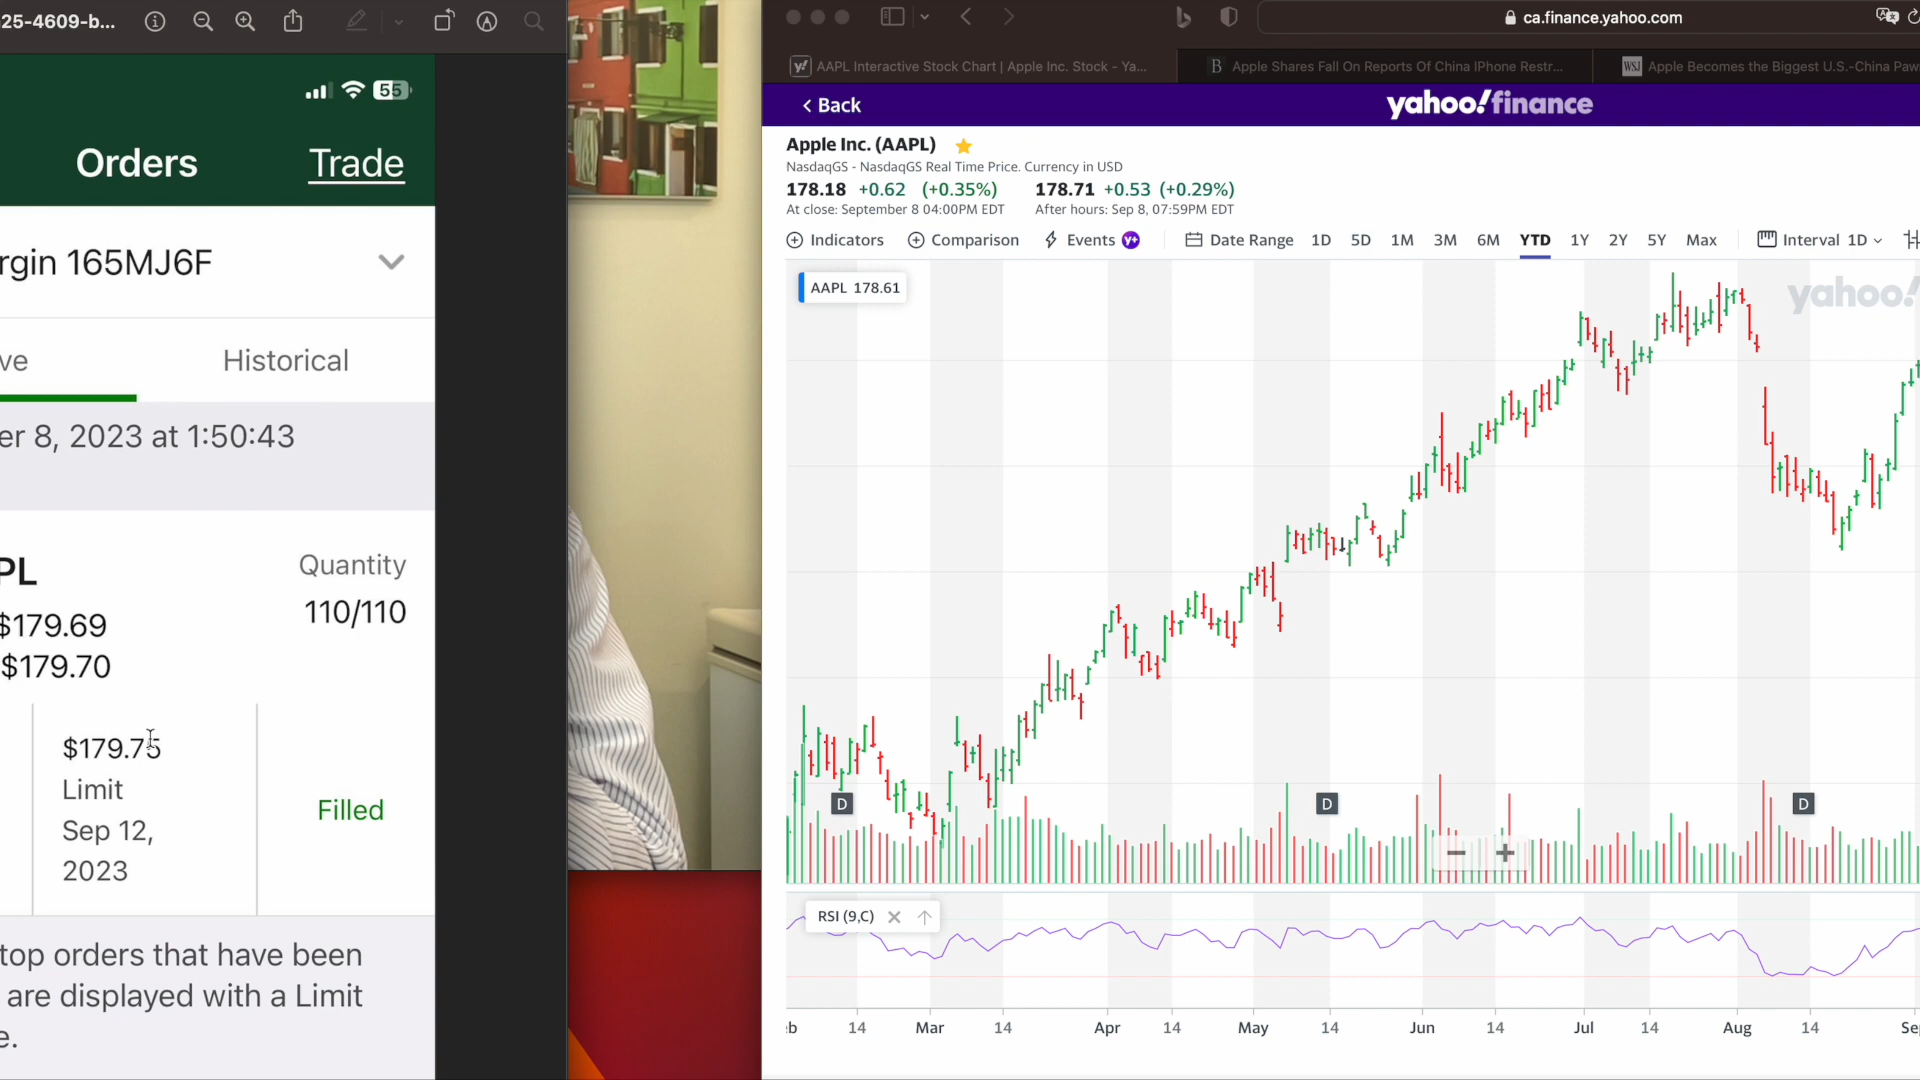 25-4609-b...
55
Orders
Trade
rgin 165MJ6F
ve
Historical
er 8, 2023 at 1:50:43
PL
Quantity
$179.69
110/110
$179.70
$179.75
Limit
Sep 12,
2023
Filled
top orders that have been
are displayed with a Limit
e.
ca.finance.yahoo.com
y! AAPL Interactive Stock Chart | Apple Inc. Stock - Ya...
B Apple Shares Fall On Reports Of China IPhone Restr...
WSJ Apple Becomes the Biggest U.S.-China Paw
Back
yahoo!finance
Apple Inc. (AAPL)
NasdaqGS - NasdaqGS Real Time Price. Currency in USD
178.18 +0.62 (+0.35%) 178.71 +0.53 (+0.29%)
At close: September 8 04:00PM EDT After hours: Sep 8, 07:59PM EDT
Indicators Comparison Events y+ Date Range 1D 5D 1M 3M 6M YTD 1Y 2Y 5Y Max Interval 1D
AAPL 178.61
yahoo!
D D D
RSI (9,C)
eb 14 Mar 14 Apr 14 May 14 Jun 14 Jul 14 Aug 14 Sep